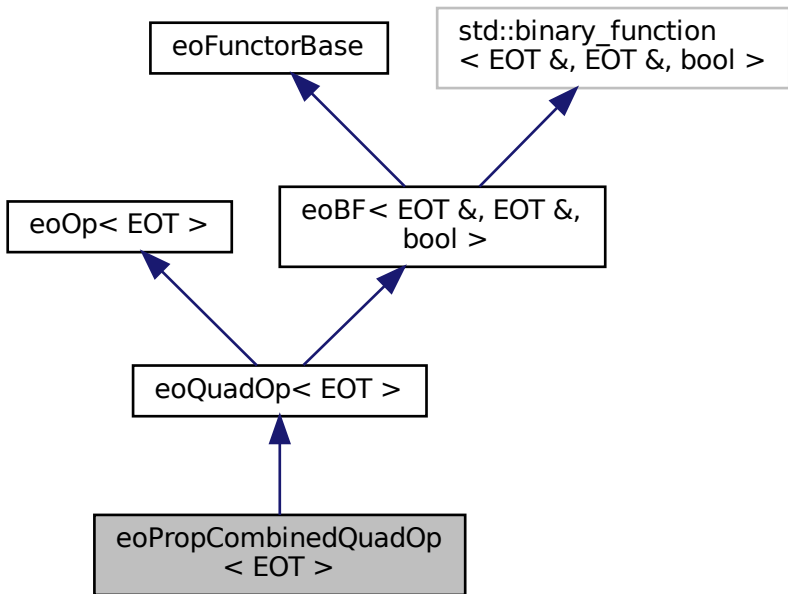 eoFunctorBase
std::binary_function
< EOT &, EOT &, bool >
eoOp< EOT >
eoBF< EOT &, EOT &,
bool >
eoQuadOp< EOT >
eoPropCombinedQuadOp
< EOT >